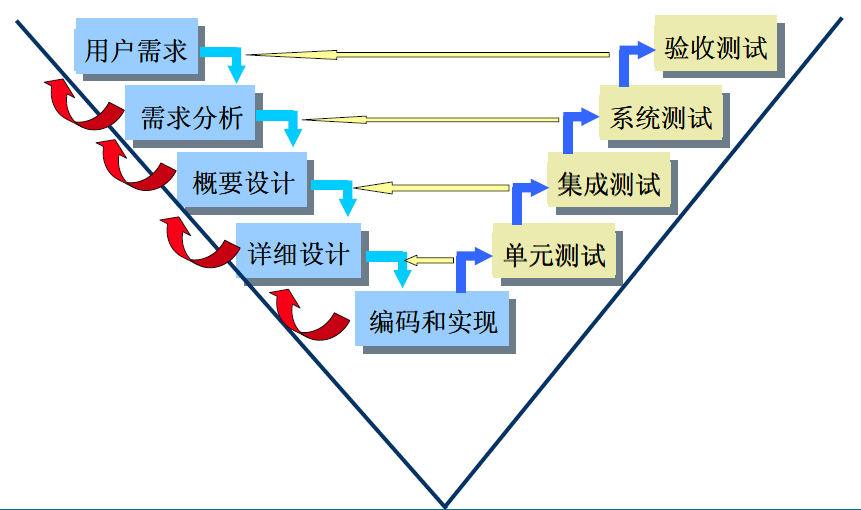 用户需求
验收测试
需求分析
系统测试
概要设计
集成测试
详细设计
单元测试
编码和实现